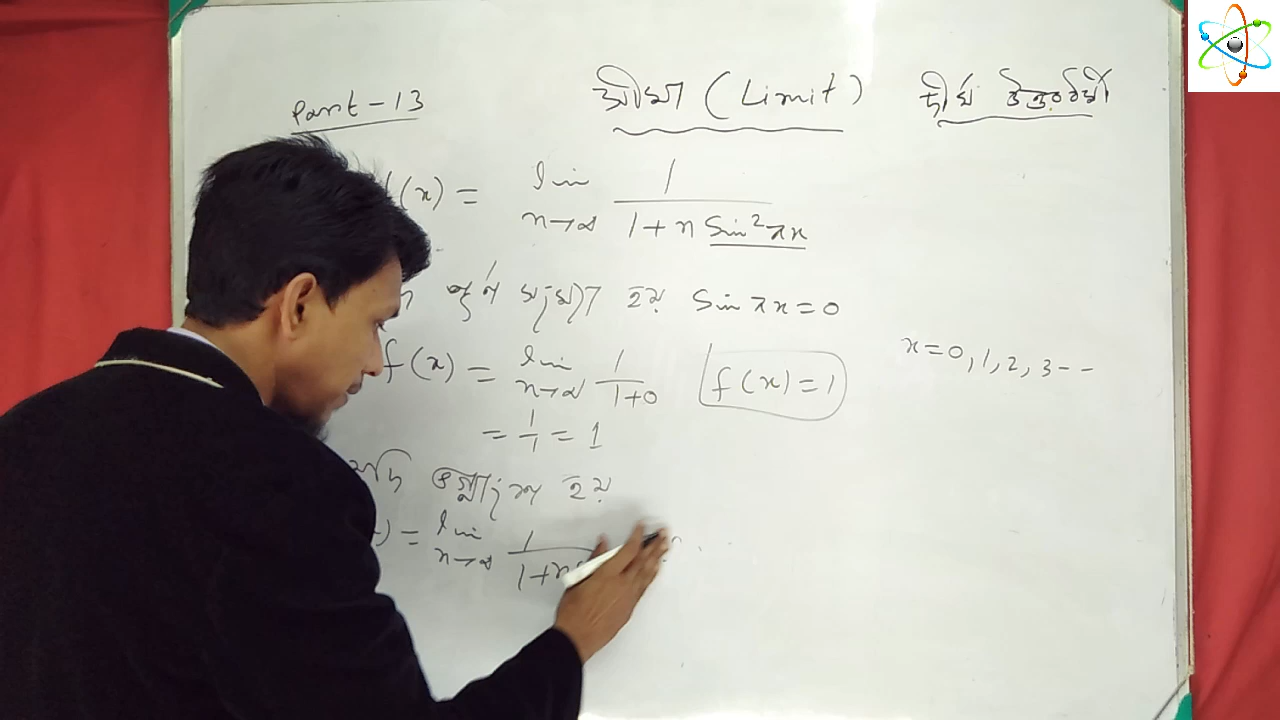 Part - 13 সীমা (Limit) দীর্ঘ উত্তরধর্মী
f(x) = lim n→∞ 1/(1 + n Sin²πx)
পূর্ণ সংখ্যা হয় Sin πx = 0
x = 0, 1, 2, 3 - -
f(x) = lim n→∞ 1/(1+0) f(x) = 1
= 1/1 = 1
যদি ভগ্নাংশ হয়
) = lim n→∞ 1/(1+n